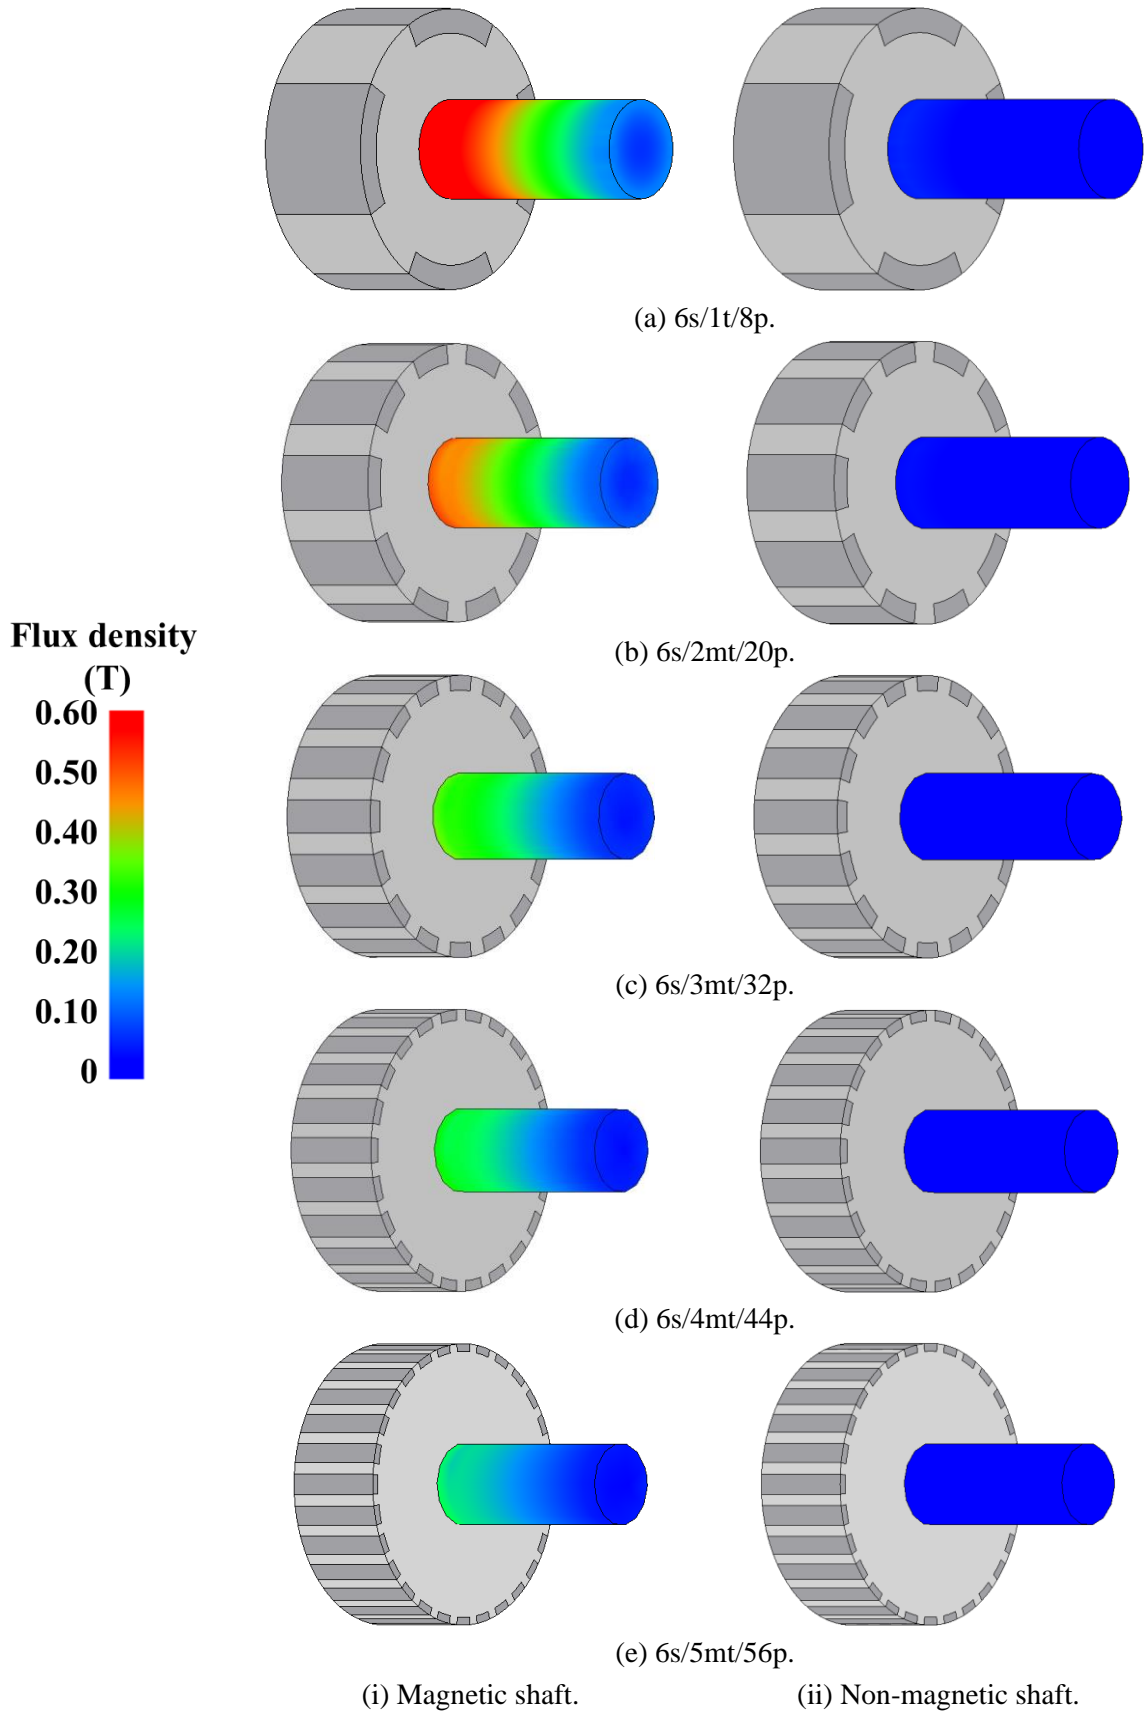 (a) 6s/1t/8p.
(b) 6s/2mt/20p.
Flux density
(T)
0.60
0.50
0.40
0.30
0.20
0.10
0
(c) 6s/3mt/32p.
(d) 6s/4mt/44p.
(e) 6s/5mt/56p.
(i) Magnetic shaft.
(ii) Non-magnetic shaft.